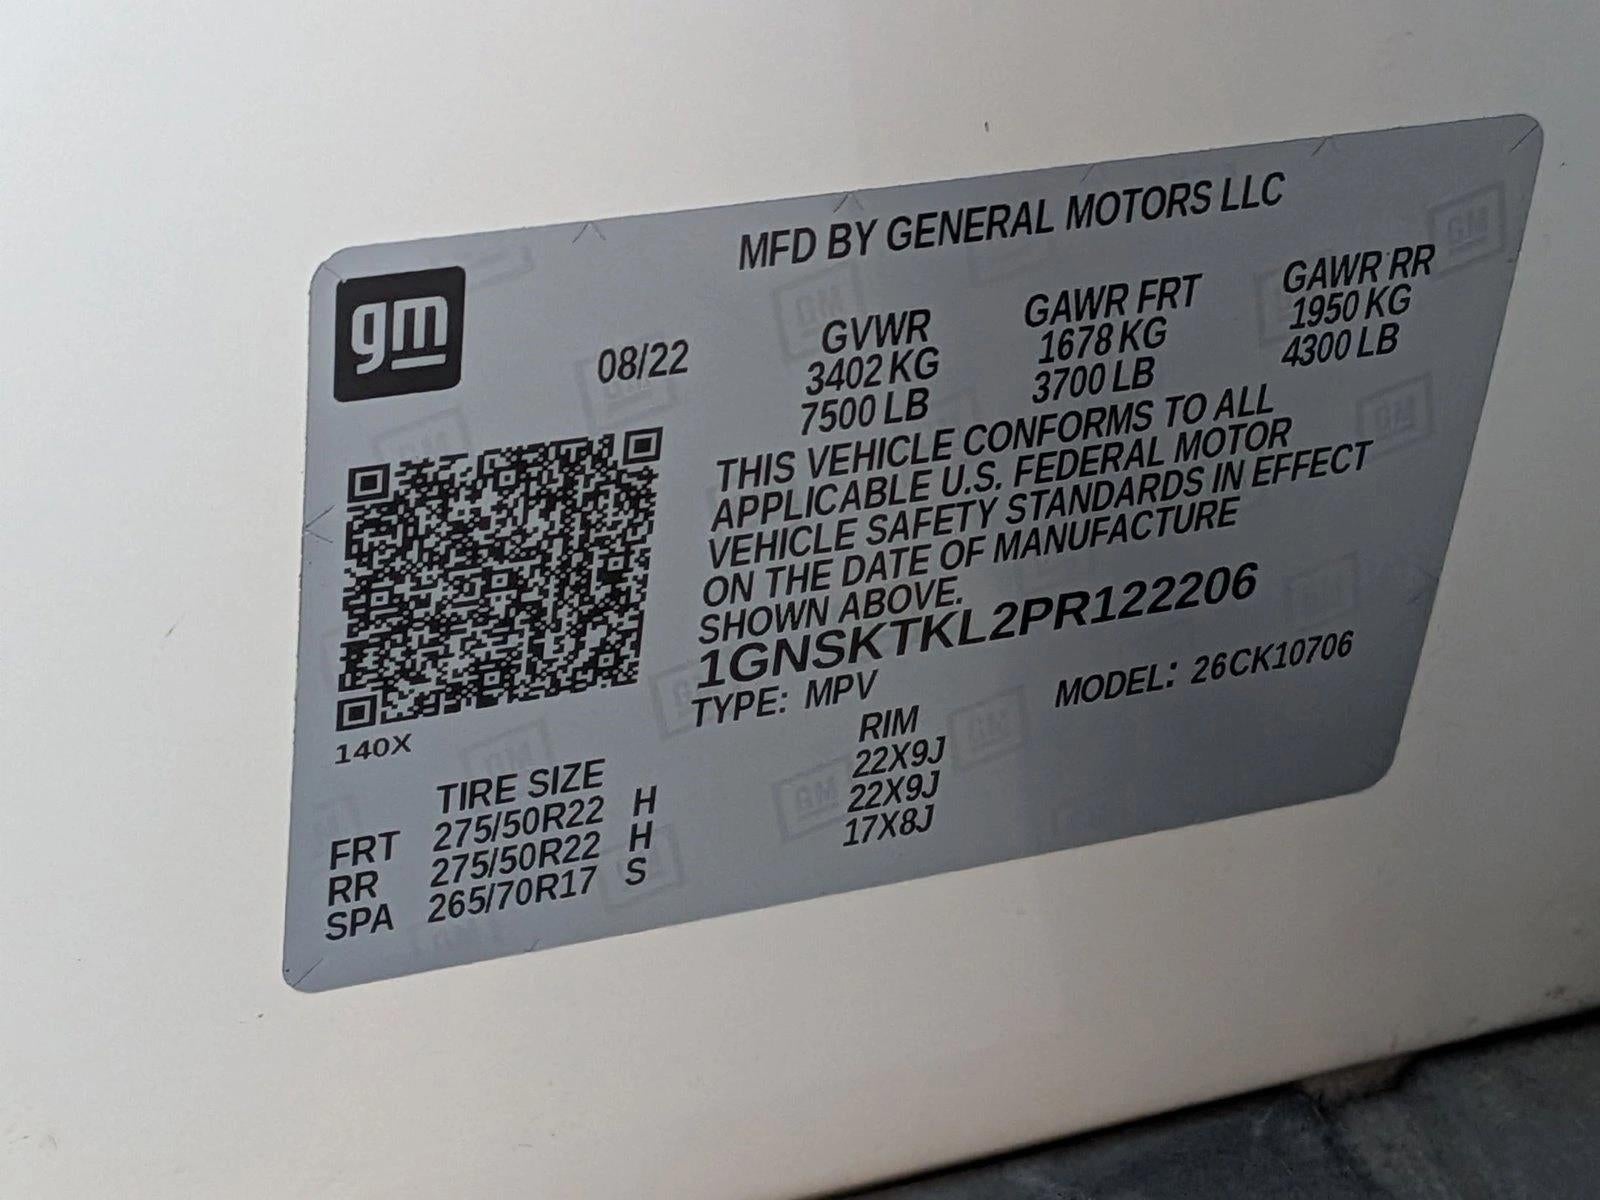 MFD BY GENERAL MOTORS LLC
gm
08/22
GVWR GAWR FRT GAWR RR
3402 KG 1678 KG 1950 KG
7500 LB 3700 LB 4300 LB
THIS VEHICLE CONFORMS TO ALL
APPLICABLE U.S. FEDERAL MOTOR
VEHICLE SAFETY STANDARDS IN EFFECT
ON THE DATE OF MANUFACTURE
SHOWN ABOVE.
1GNSKTKL2PR122206
TYPE: MPV MODEL: 26CK10706
140X
TIRE SIZE RIM
FRT 275/50R22 H 22X9J
RR 275/50R22 H 22X9J
SPA 265/70R17 S 17X8J